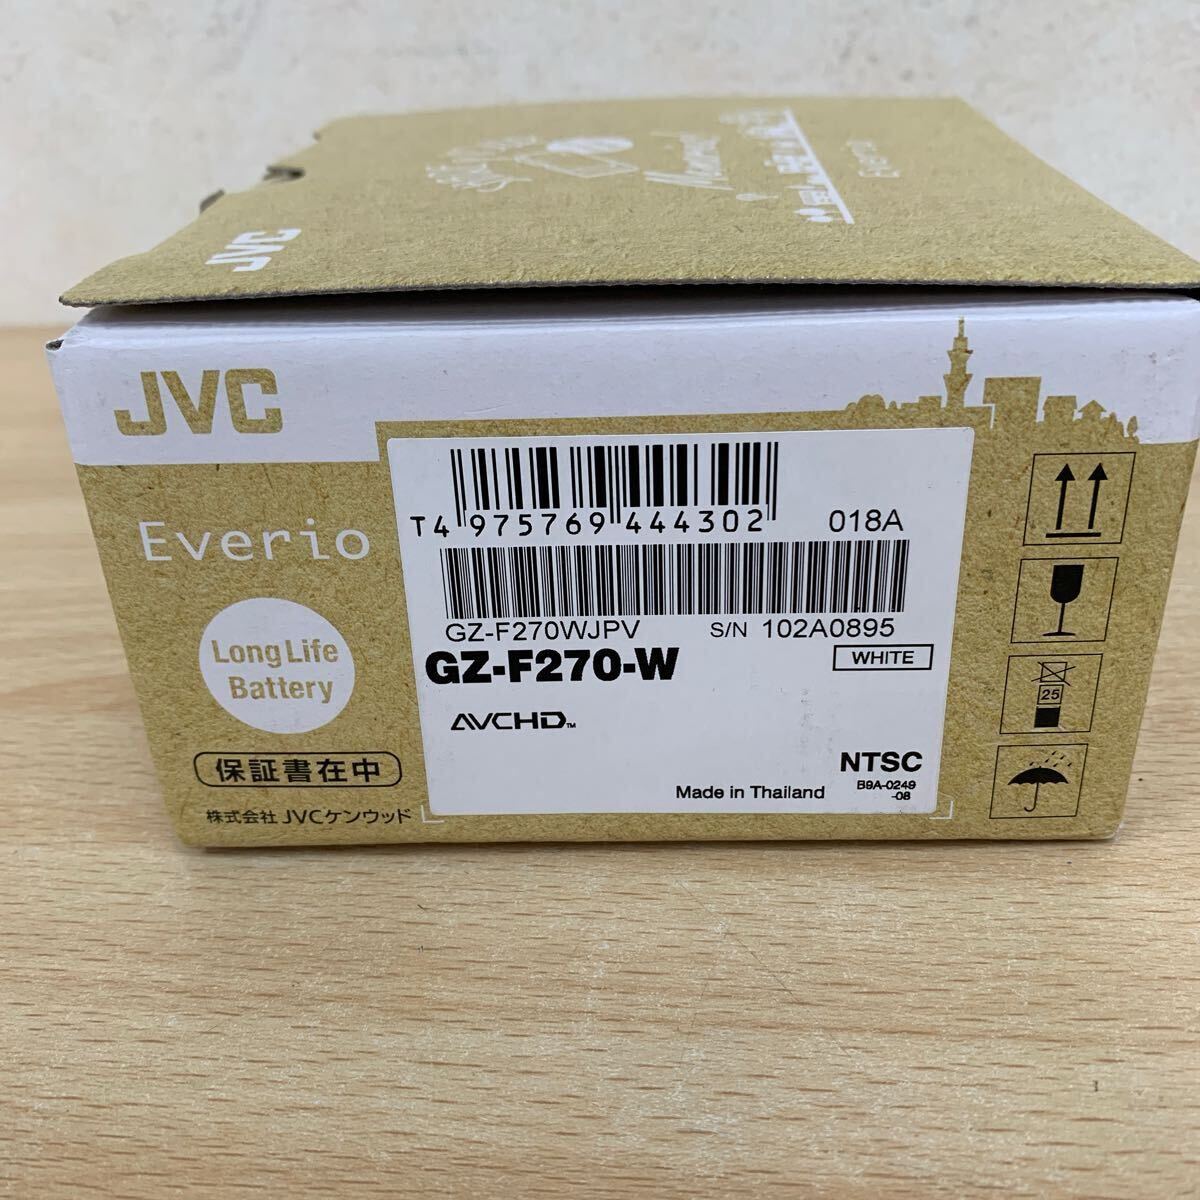 JVC
Memorial
JVC
Everio
Long Life
Battery
保証書在中
株式会社 JVCケンウッド
T4 975769 444302
018A
GZ-F270WJPV
S/N 102A0895
GZ-F270-W
WHITE
AVCHD™
NTSC
Made in Thailand
B9A-0249
-08
25